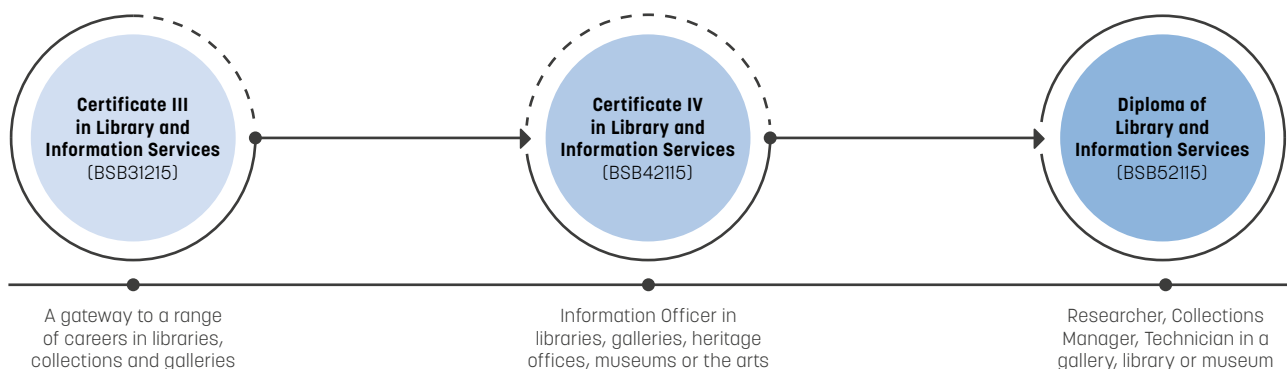 Certificate III
in Library and
Information Services
(BSB31215)
Certificate IV
in Library and
Information Services
(BSB42115)
Diploma of
Library and
Information Services
(BSB52115)
A gateway to a range
of careers in libraries,
collections and galleries
Information Officer in
libraries, galleries, heritage
offices, museums or the arts
Researcher, Collections
Manager, Technician in a
gallery, library or museum